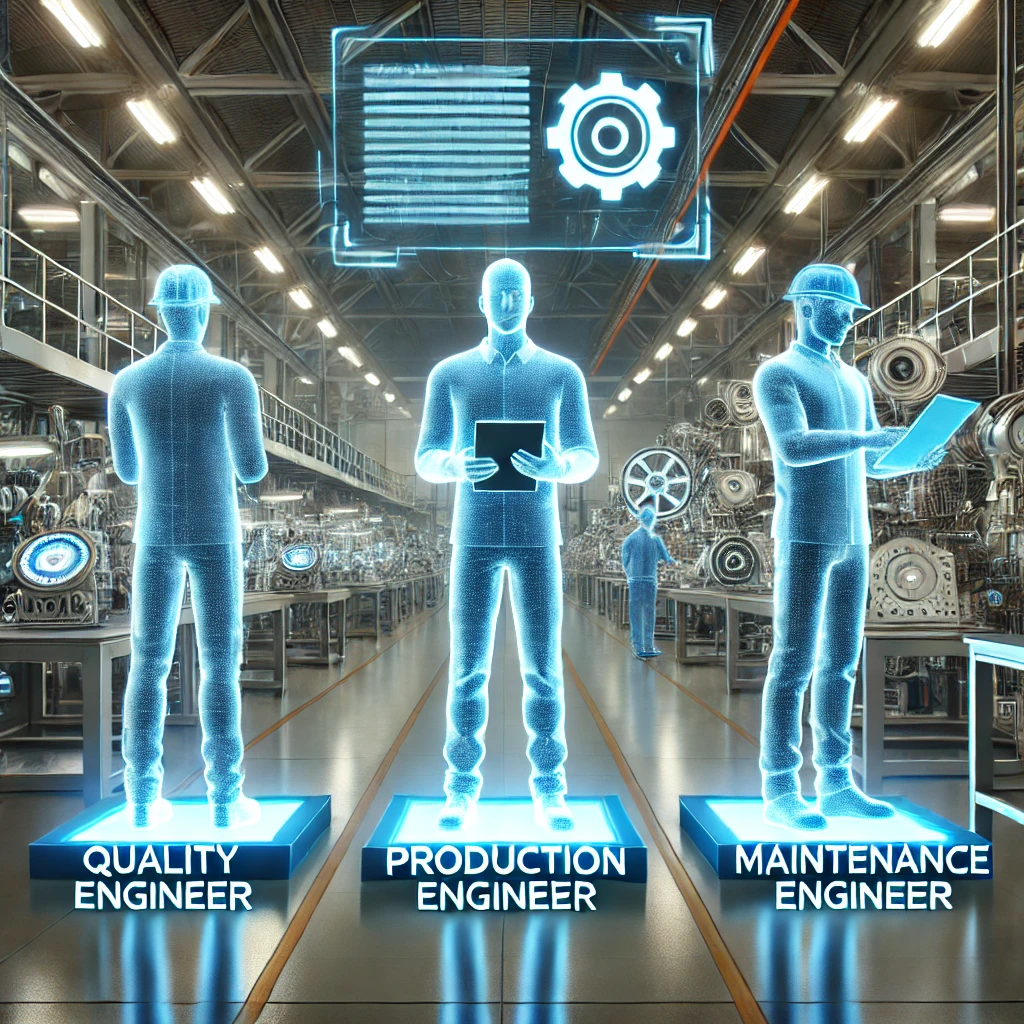 QUALITY
ENGINEER
PRODUCTION
ENGINEER
MAINTENANCE
ENGINEER